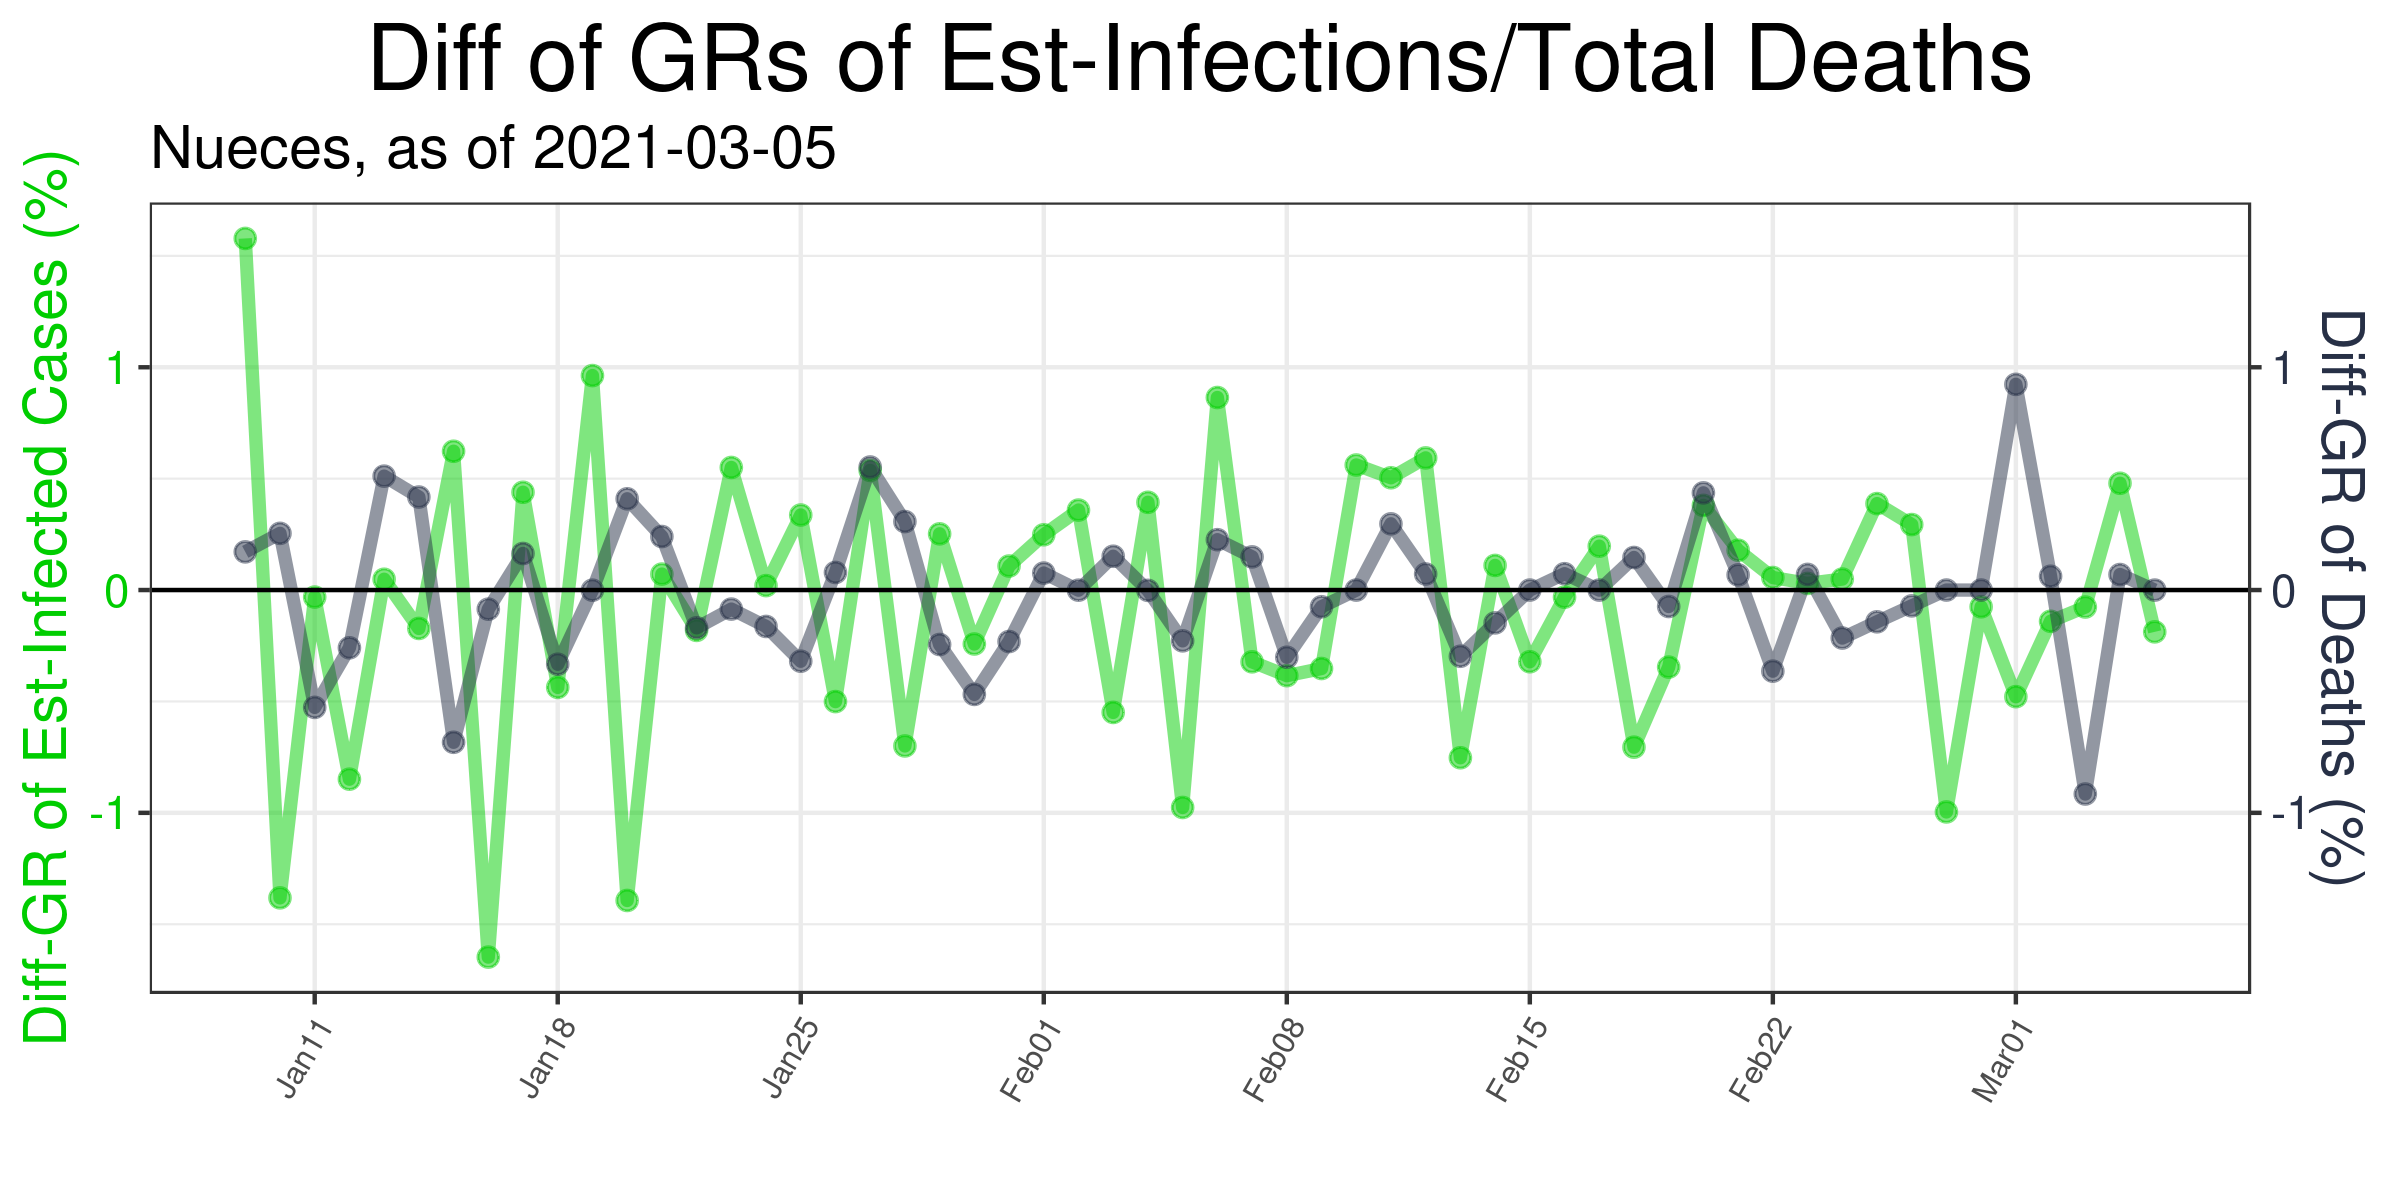 Diff of GRs of Est-Infections/Total Deaths
Nueces, as of 2021-03-05
Diff-GR of Est-Infected Cases (%)
1
0
-1
1
0
-1
Diff-GR of Deaths (%)
Jan11
Jan18
Jan25
Feb01
Feb08
Feb15
Feb22
Mar01